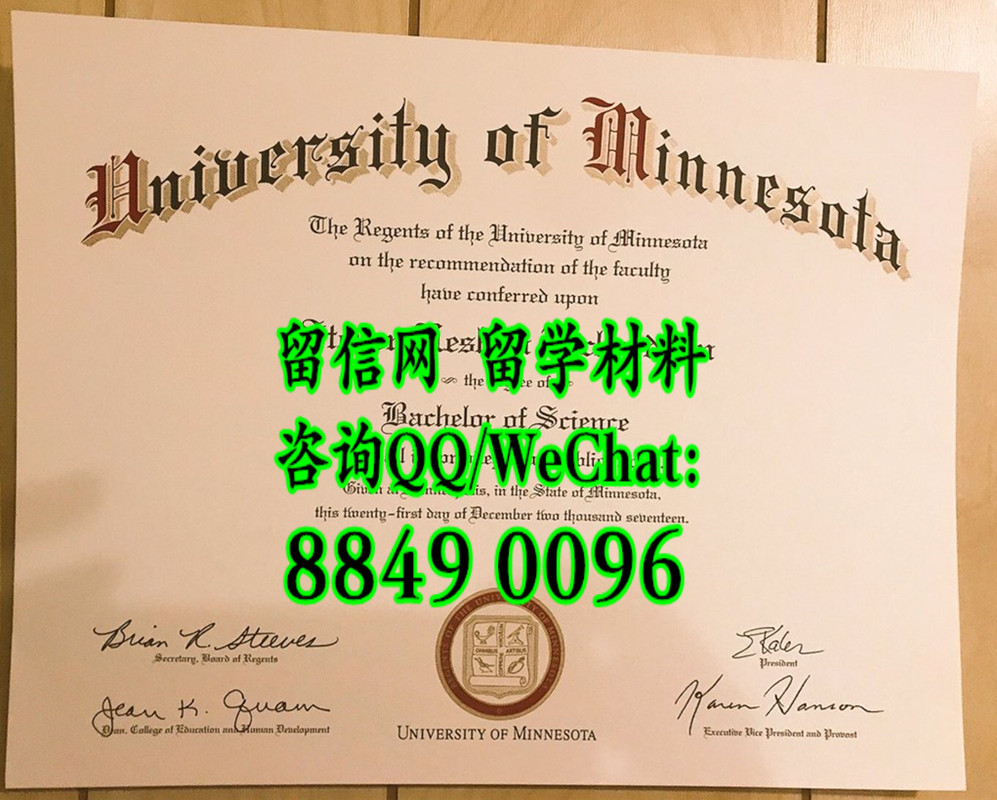 University of Minnesota
The Regents of the University of Minnesota
on the recommendation of the faculty
have conferred upon
留信网 留学材料
the of
Bachelor of Science
咨询QQ/WeChat:
Given at in the State of Minnesota,
this twenty-first day of December two thousand seventeen.
8849 0096
Brian R. Steeves
Secretary, Board of Regents
EKaler
President
OMNIBUS ARTIBUS
Jean K. Quam
Dean, College of Education and Human Development
UNIVERSITY OF MINNESOTA
Karen Hanson
Executive Vice President and Provost